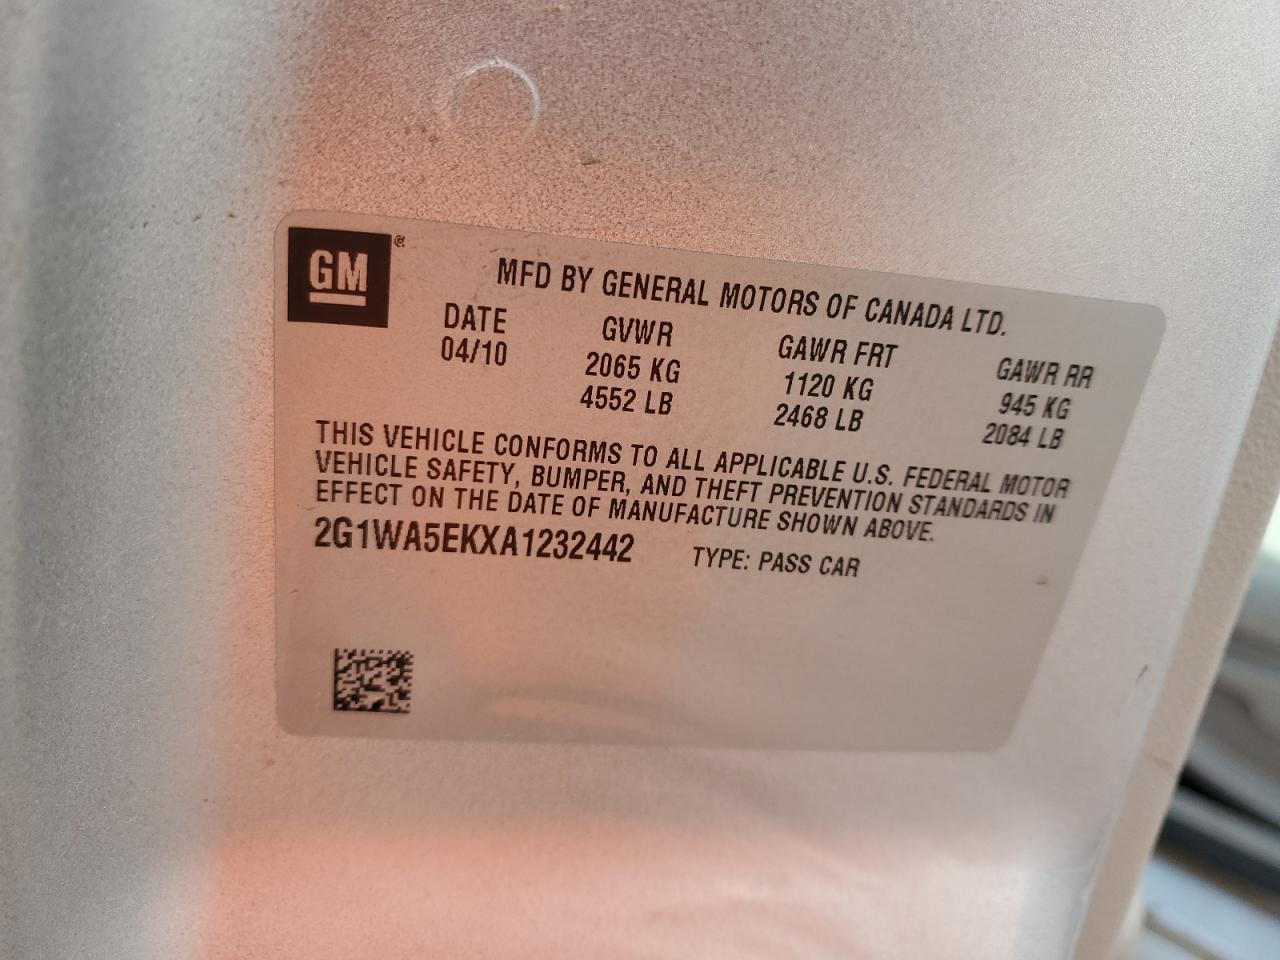 GM
MFD BY GENERAL MOTORS OF CANADA LTD.
DATE GVWR GAWR FRT GAWR RR
04/10 2065 KG 1120 KG 945 KG
4552 LB 2468 LB 2084 LB
THIS VEHICLE CONFORMS TO ALL APPLICABLE U.S. FEDERAL MOTOR
VEHICLE SAFETY, BUMPER, AND THEFT PREVENTION STANDARDS IN
EFFECT ON THE DATE OF MANUFACTURE SHOWN ABOVE.
2G1WA5EKXA1232442 TYPE: PASS CAR